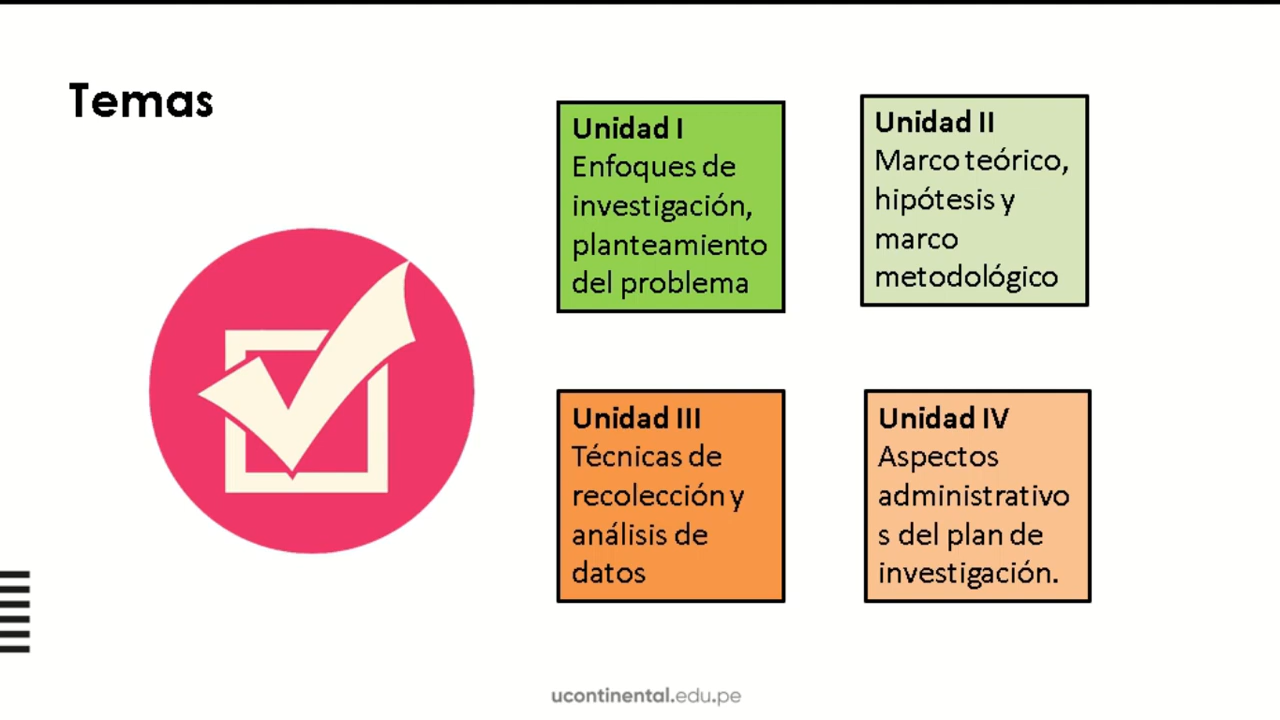 Temas
Unidad I
Enfoques de
investigación,
planteamiento
del problema
Unidad II
Marco teórico,
hipótesis y
marco
metodológico
Unidad III
Técnicas de
recolección y
análisis de
datos
Unidad IV
Aspectos
administrativo
s del plan de
investigación.
ucontinental.edu.pe